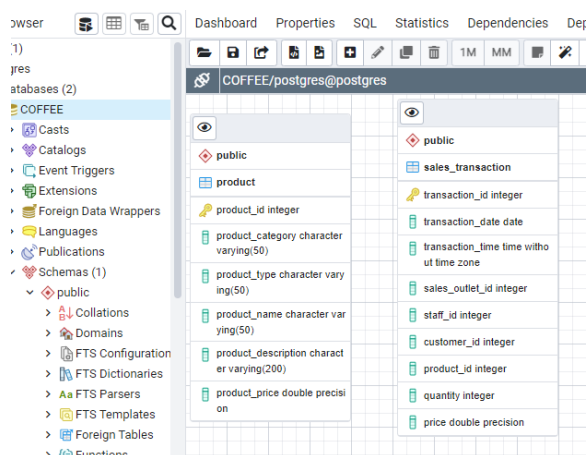 owser
Dashboard Properties SQL Statistics Dependencies Dep
(1)
gres
atabases (2)
COFFEE
Casts
Catalogs
Event Triggers
Extensions
Foreign Data Wrappers
Languages
Publications
Schemas (1)
public
Collations
Domains
FTS Configuration
FTS Dictionaries
Aa FTS Parsers
FTS Templates
Foreign Tables
Functions
1M MM
COFFEE/postgres@postgres
public
product
product_id integer
product_category character
varying(50)
product_type character vary
ing(50)
product_name character var
ying(50)
product_description charact
er varying(200)
product_price double precisi
on
public
sales_transaction
transaction_id integer
transaction_date date
transaction_time time witho
ut time zone
sales_outlet_id integer
staff_id integer
customer_id integer
product_id integer
quantity integer
price double precision